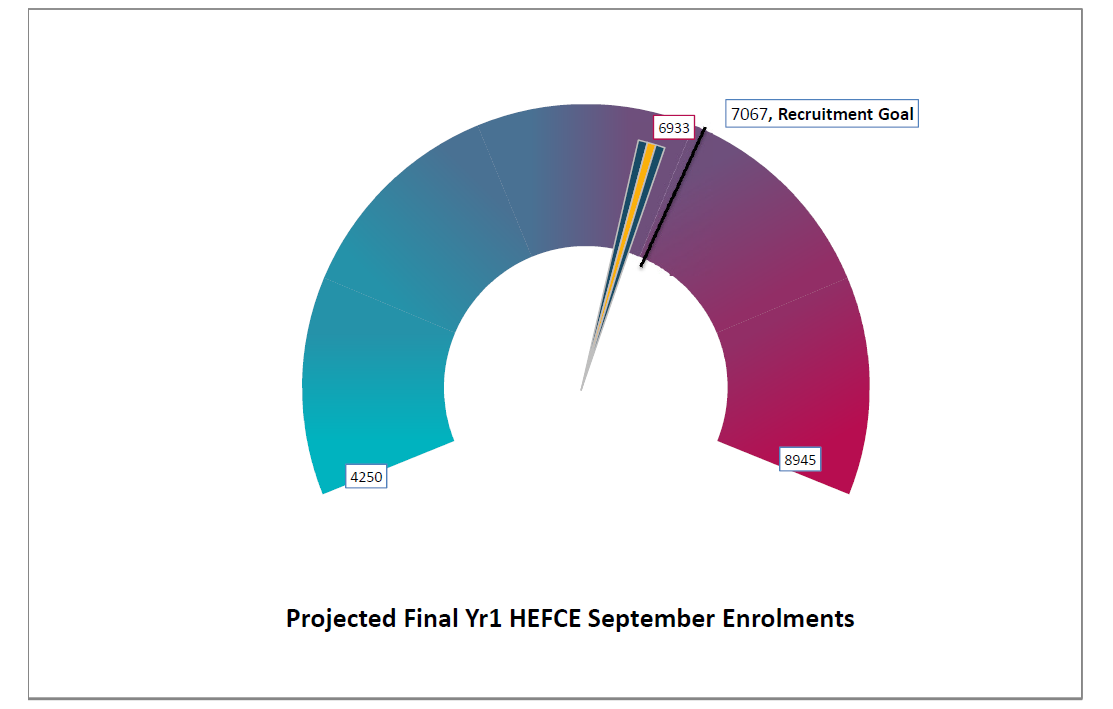 7067, Recruitment Goal
6933
8945
4250
Projected Final Yr1 HEFCE September Enrolments